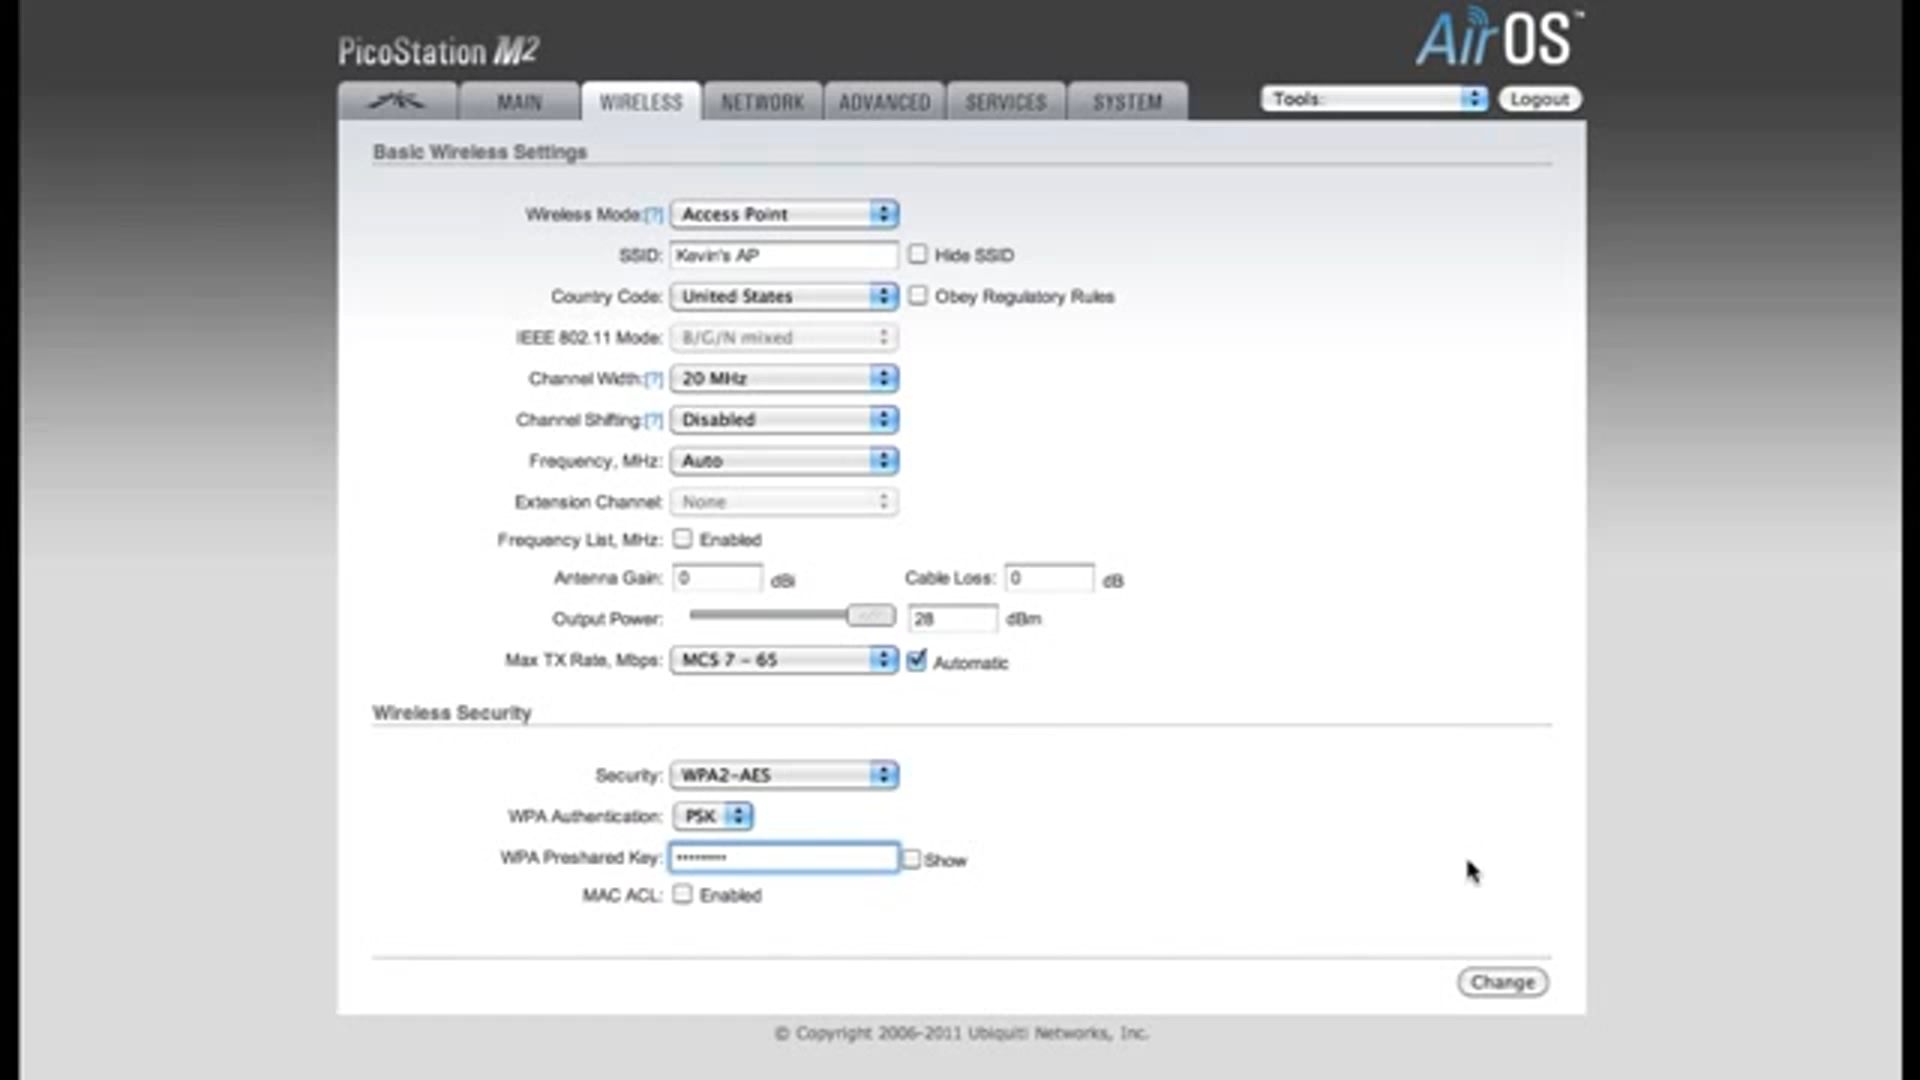 PicoStation M2
AirOS™
MAIN WIRELESS NETWORK ADVANCED SERVICES SYSTEM Tools: Logout
Basic Wireless Settings
Wireless Mode:[?] Access Point
SSID: Kevin's AP Hide SSID
Country Code: United States Obey Regulatory Rules
IEEE 802.11 Mode: B/G/N mixed
Channel Width:[?] 20 MHz
Channel Shifting:[?] Disabled
Frequency, MHz: Auto
Extension Channel: None
Frequency List, MHz: Enabled
Antenna Gain: 0 dBi Cable Loss: 0 dB
Output Power: 28 dBm
Max TX Rate, Mbps: MCS 7 - 65 Automatic
Wireless Security
Security: WPA2-AES
WPA Authentication: PSK
WPA Preshared Key: ••••••••• Show
MAC ACL: Enabled
Change
© Copyright 2006-2011 Ubiquiti Networks, Inc.